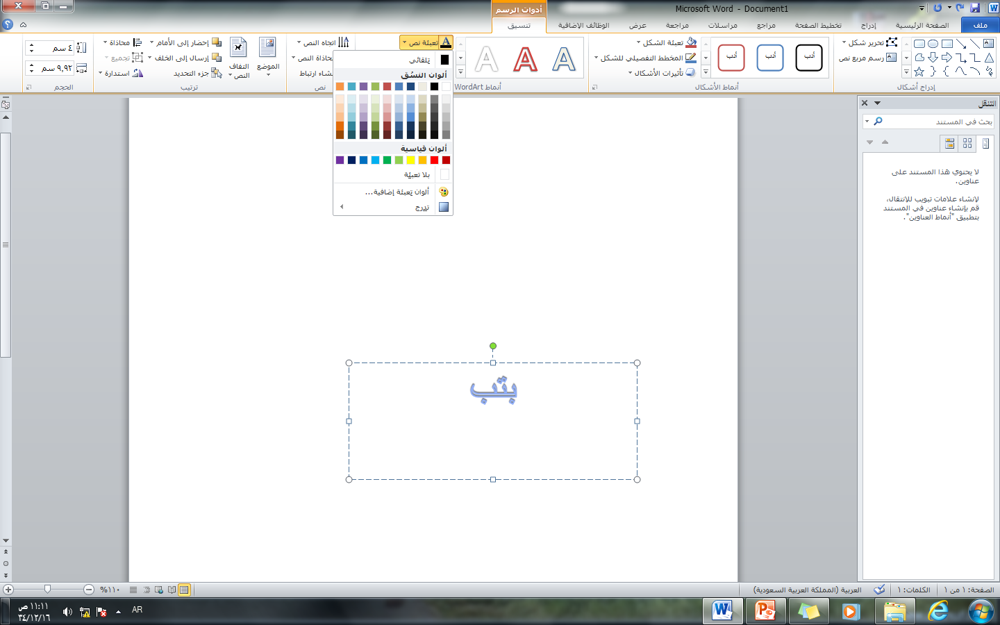 أدوات الرسم
Microsoft Word - Document1
ملف
الصفحة الرئيسية
إدراج
تخطيط الصفحة
مراجع
مراسلات
مراجعة
عرض
الوظائف الإضافية
تنسيق
تحرير شكل
رسم مربع نص
إدراج أشكال
أدب
أدب
أدب
تعبئة الشكل
المخطط التفصيلي للشكل
تأثيرات الأشكال
أنماط الأشكال
A A A
أنماط WordArt
تعبئة نص
اتجاه النص
محاذاة النص
إنشاء ارتباط
نص
الموضع
التفاف النص
إحضار إلى الأمام
إرسال إلى الخلف
جزء التحديد
محاذاة
تجميع
استدارة
ترتيب
٤ سم
٩,٩٢ سم
الحجم
تلقائي
ألوان النسُق
ألوان قياسية
بلا تعبئة
ألوان تعبئة إضافية...
تدرج
التنقل
بحث في المستند
لا يحتوي هذا المستند على
عناوين.
لإنشاء علامات تبويب للانتقال،
قم بإنشاء عناوين في المستند
بتطبيق "أنماط العناوين".
بتب
الصفحة: ١ من ١
الكلمات: ١
العربية (المملكة العربية السعودية)
١١٠%
AR
١١:١١ ص
٣٤/١٢/١٦